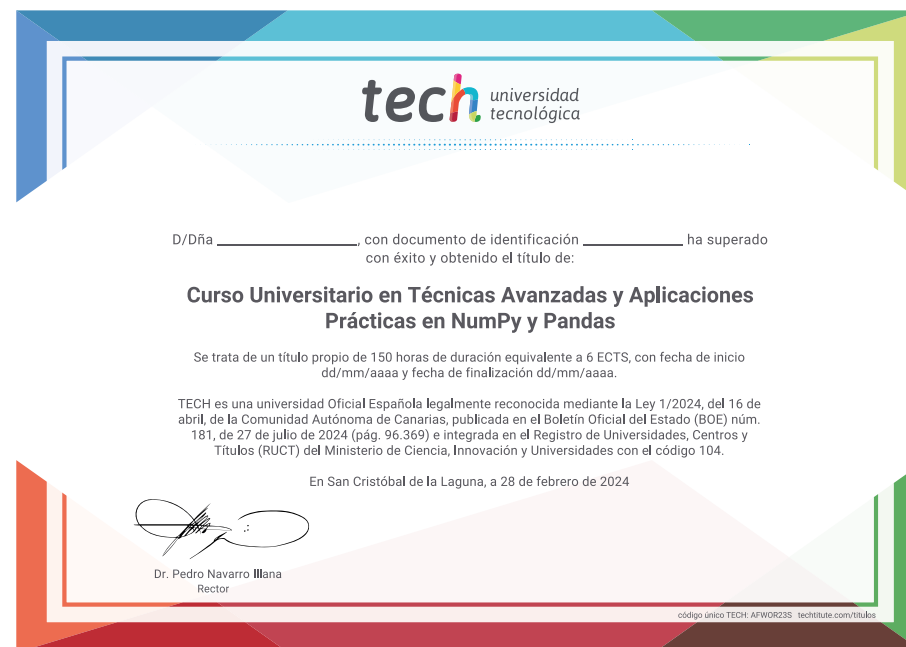 tech universidad
tecnológica
D/Dña ________________, con documento de identificación ____________ ha superado
con éxito y obtenido el título de:
Curso Universitario en Técnicas Avanzadas y Aplicaciones
Prácticas en NumPy y Pandas
Se trata de un título propio de 150 horas de duración equivalente a 6 ECTS, con fecha de inicio
dd/mm/aaaa y fecha de finalización dd/mm/aaaa.
TECH es una universidad Oficial Española legalmente reconocida mediante la Ley 1/2024, del 16 de
abril, de la Comunidad Autónoma de Canarias, publicada en el Boletín Oficial del Estado (BOE) núm.
181, de 27 de julio de 2024 (pág. 96.369) e integrada en el Registro de Universidades, Centros y
Títulos (RUCT) del Ministerio de Ciencia, Innovación y Universidades con el código 104.
En San Cristóbal de la Laguna, a 28 de febrero de 2024
Dr. Pedro Navarro Illana
Rector
código único TECH: AFWOR23S techtitute.com/titulos